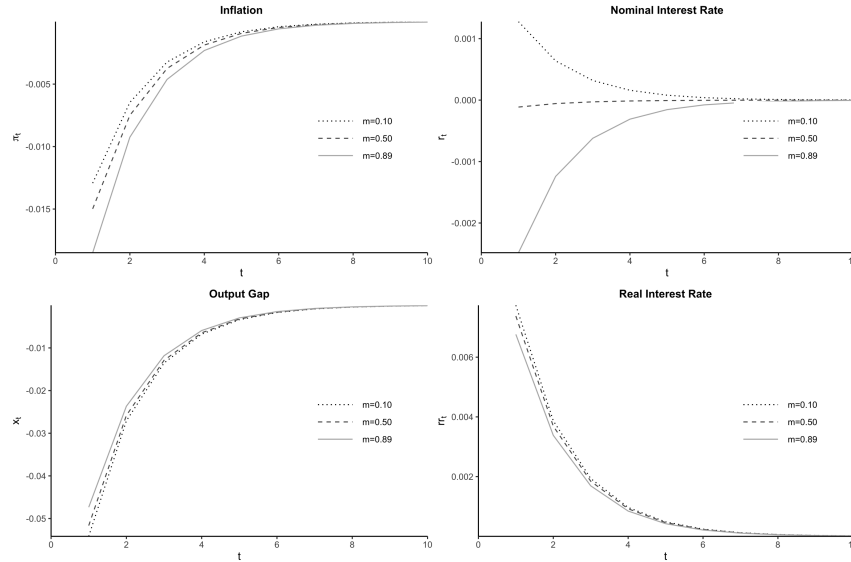 Inflation
-0.005
-0.010
-0.015
πt
0
2
4
6
8
10
t
m=0.10
m=0.50
m=0.89
Nominal Interest Rate
0.001
0.000
-0.001
-0.002
rt
0
2
4
6
8
10
t
m=0.10
m=0.50
m=0.89
Output Gap
-0.01
-0.02
-0.03
-0.04
-0.05
xt
0
2
4
6
8
10
t
m=0.10
m=0.50
m=0.89
Real Interest Rate
0.006
0.004
0.002
rrt
0
2
4
6
8
10
t
m=0.10
m=0.50
m=0.89